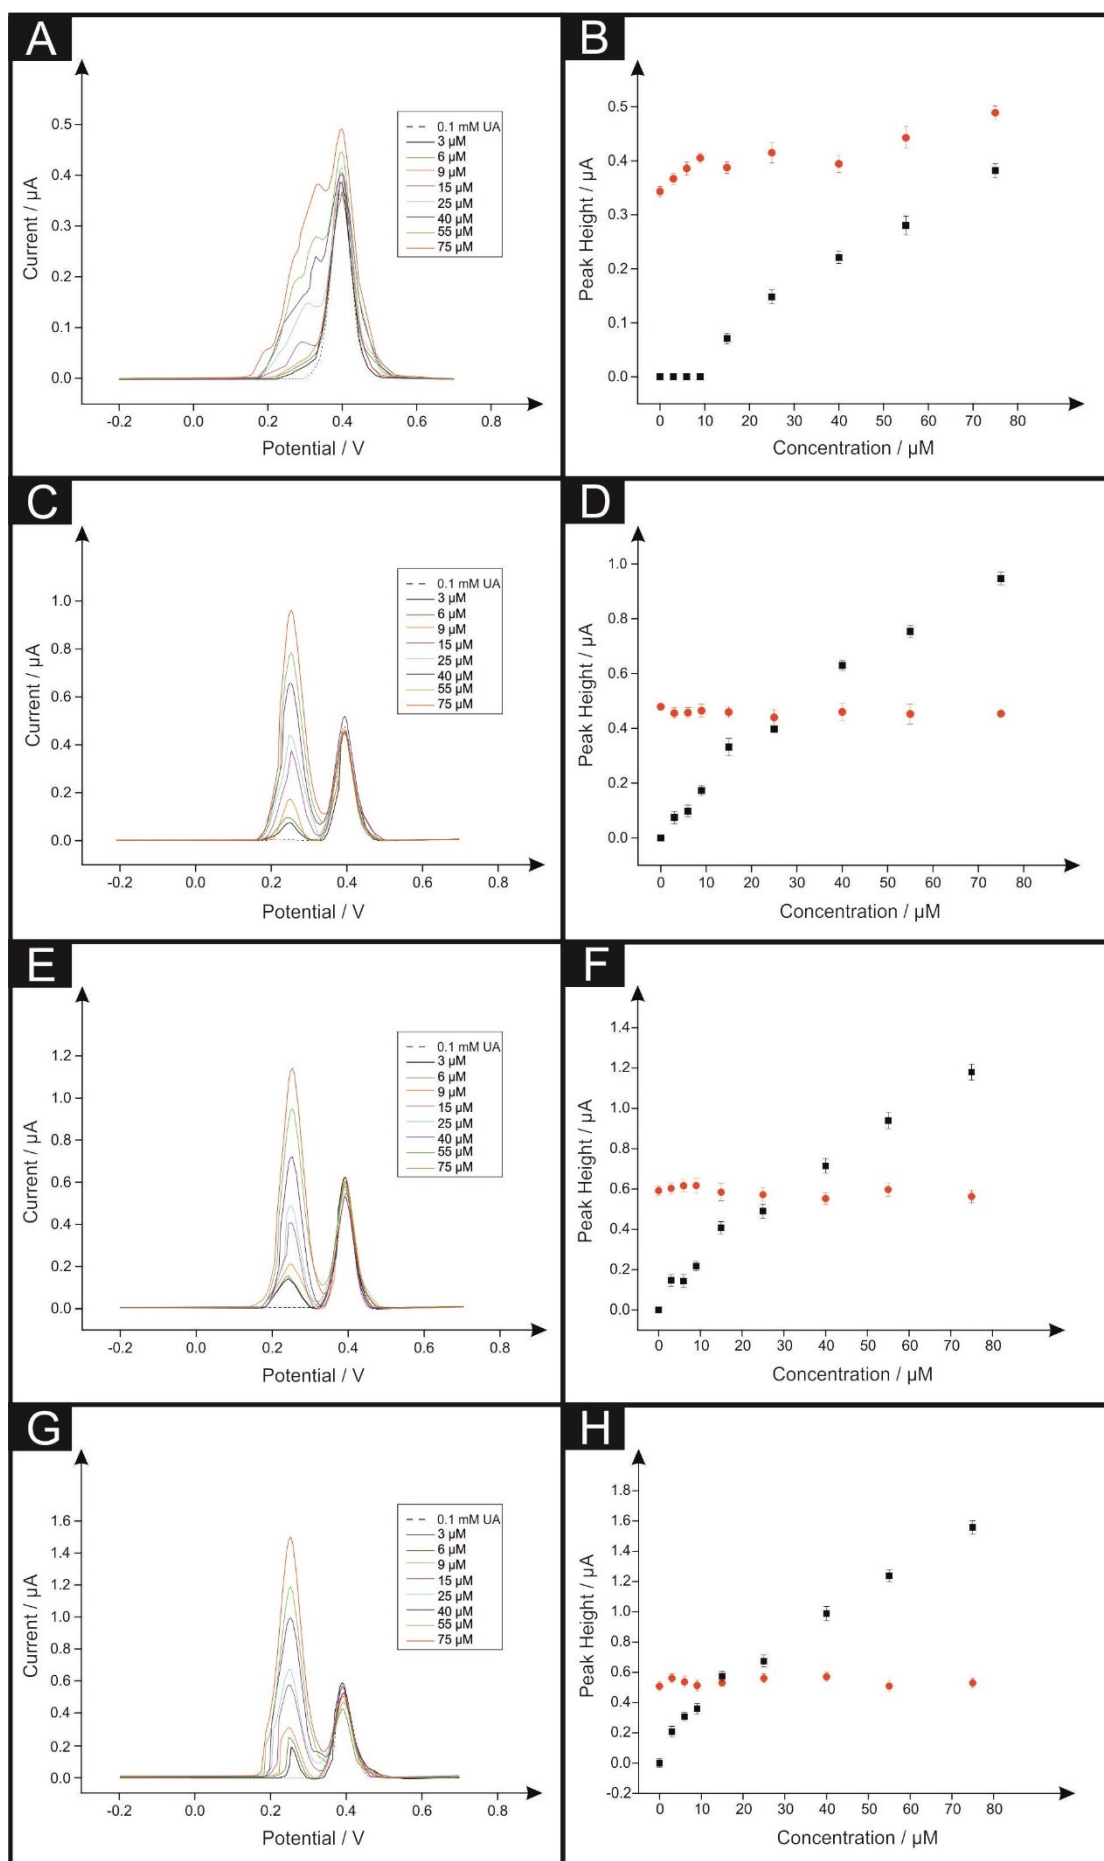 A
Current / µA
0.5
0.4
0.3
0.2
0.1
0.0
-0.2 0.0 0.2 0.4 0.6 0.8
Potential / V
0.1 mM UA
3 µM
6 µM
9 µM
15 µM
25 µM
40 µM
55 µM
75 µM
B
Peak Height / µA
0.5
0.4
0.3
0.2
0.1
0.0
0 10 20 30 40 50 60 70 80
Concentration / µM
C
Current / µA
1.0
0.8
0.6
0.4
0.2
0.0
-0.2 0.0 0.2 0.4 0.6 0.8
Potential / V
0.1 mM UA
3 µM
6 µM
9 µM
15 µM
25 µM
40 µM
55 µM
75 µM
D
Peak Height / µA
1.0
0.8
0.6
0.4
0.2
0.0
0 10 20 30 40 50 60 70 80
Concentration / µM
E
Current / µA
1.2
1.0
0.8
0.6
0.4
0.2
0.0
-0.2 0.0 0.2 0.4 0.6 0.8
Potential / V
0.1 mM UA
3 µM
6 µM
9 µM
15 µM
25 µM
40 µM
55 µM
75 µM
F
Peak Height / µA
1.4
1.2
1.0
0.8
0.6
0.4
0.2
0.0
0 10 20 30 40 50 60 70 80
Concentration / µM
G
Current / µA
1.6
1.4
1.2
1.0
0.8
0.6
0.4
0.2
0.0
-0.2 0.0 0.2 0.4 0.6 0.8
Potential / V
0.1 mM UA
3 µM
6 µM
9 µM
15 µM
25 µM
40 µM
55 µM
75 µM
H
Peak Height / µA
1.8
1.6
1.4
1.2
1.0
0.8
0.6
0.4
0.2
0.0
-0.2
0 10 20 30 40 50 60 70 80
Concentration / µM